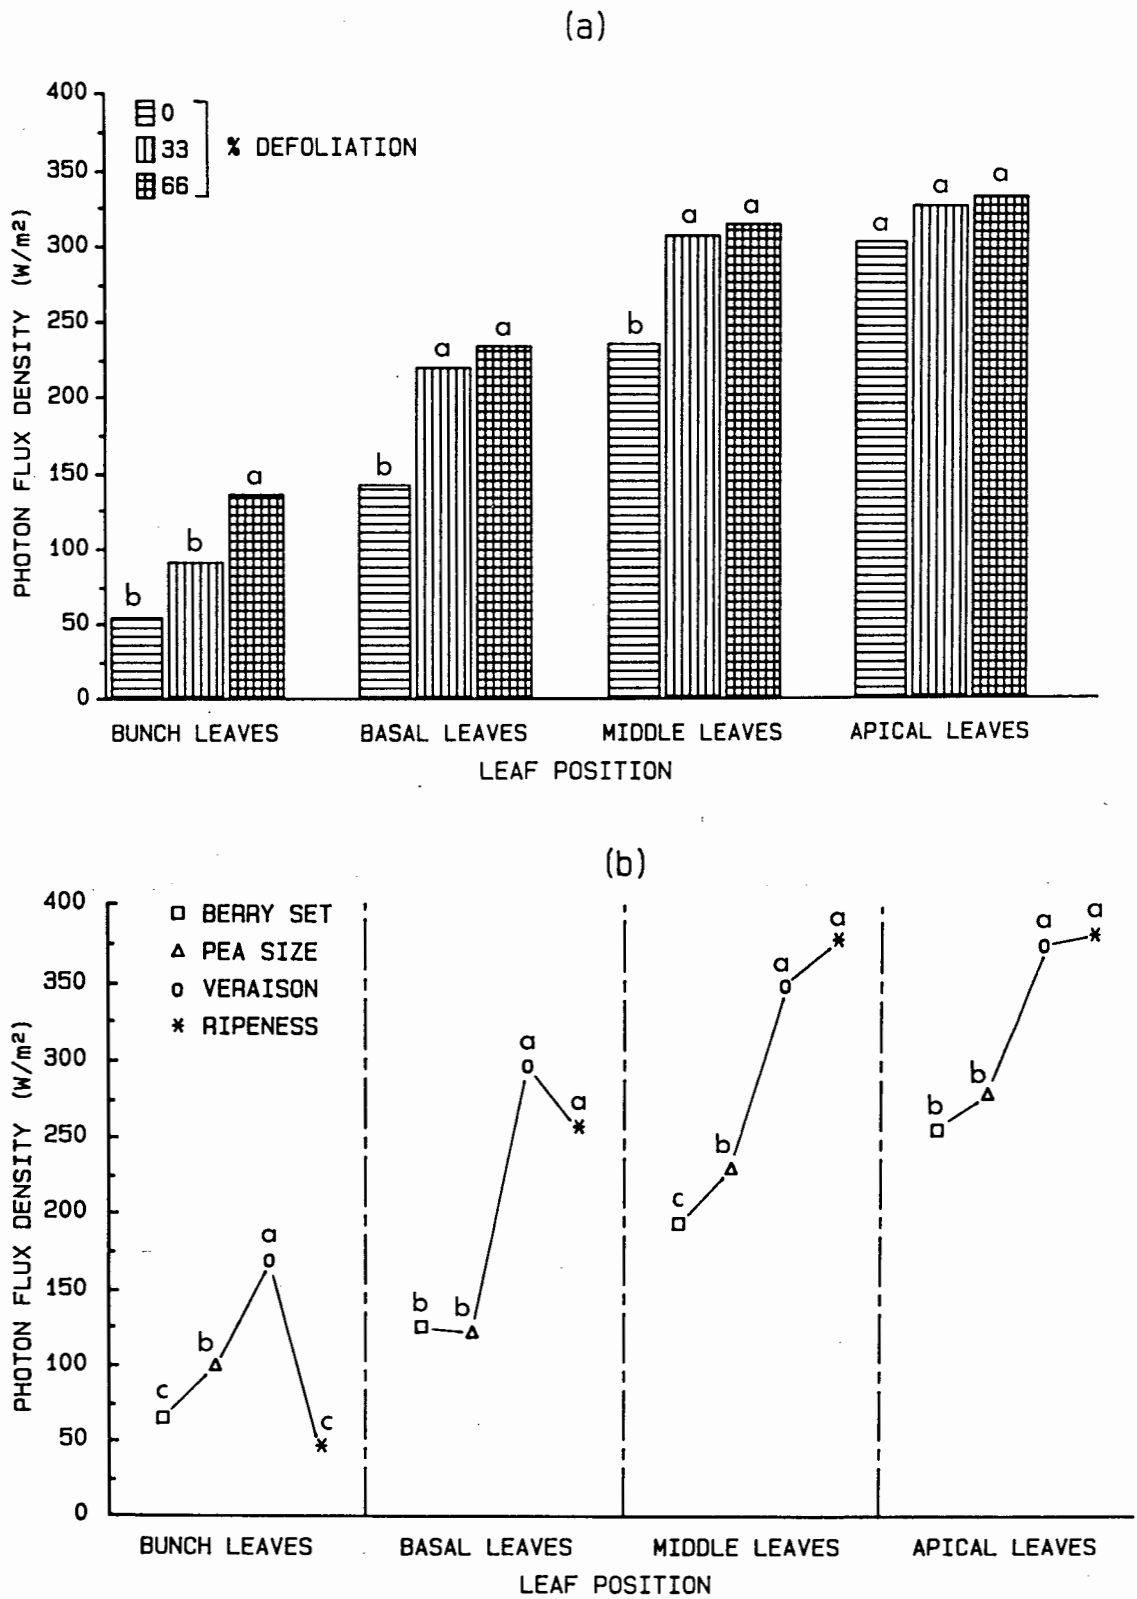 (a)
400
350
300
250
200
150
100
50
0
PHOTON FLUX DENSITY (W/m²)
0
33
66
% DEFOLIATION
b
b
a
b
a
a
b
a
a
a
a
a
BUNCH LEAVES
BASAL LEAVES
MIDDLE LEAVES
APICAL LEAVES
LEAF POSITION
(b)
400
350
300
250
200
150
100
50
0
PHOTON FLUX DENSITY (W/m²)
BERRY SET
PEA SIZE
VERAISON
RIPENESS
c
b
a
c
b
b
a
a
c
b
a
a
b
b
a
a
BUNCH LEAVES
BASAL LEAVES
MIDDLE LEAVES
APICAL LEAVES
LEAF POSITION